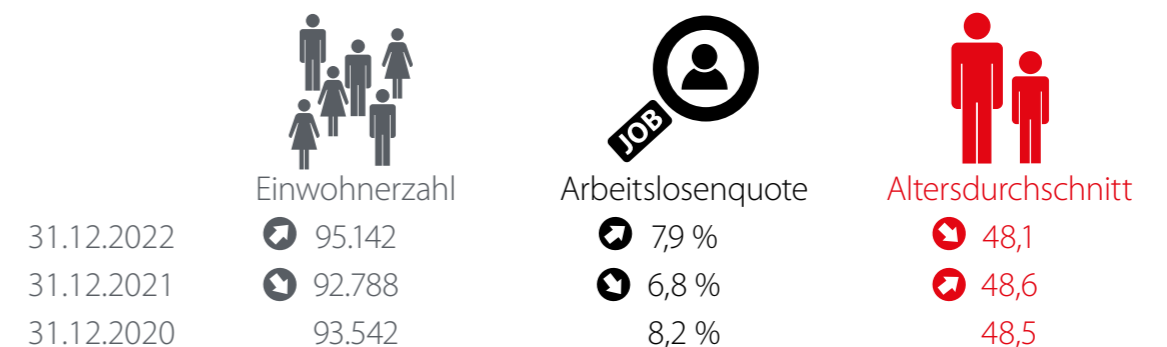 JOB
Einwohnerzahl Arbeitslosenquote Altersdurchschnitt
31.12.2022 95.142 7,9 % 48,1
31.12.2021 92.788 6,8 % 48,6
31.12.2020 93.542 8,2 % 48,5